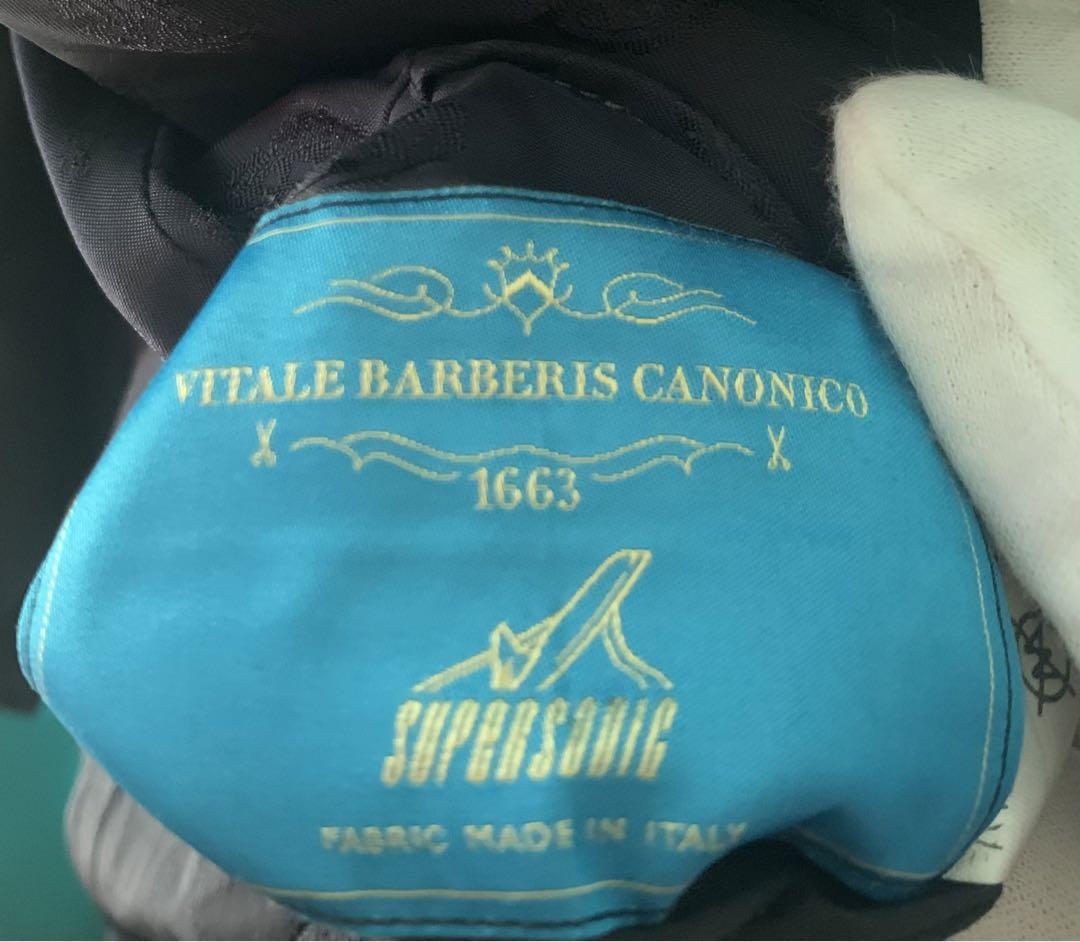 VITALE BARBERIS CANONICO
1663
SUPERSONIC
FABRIC MADE IN ITALY